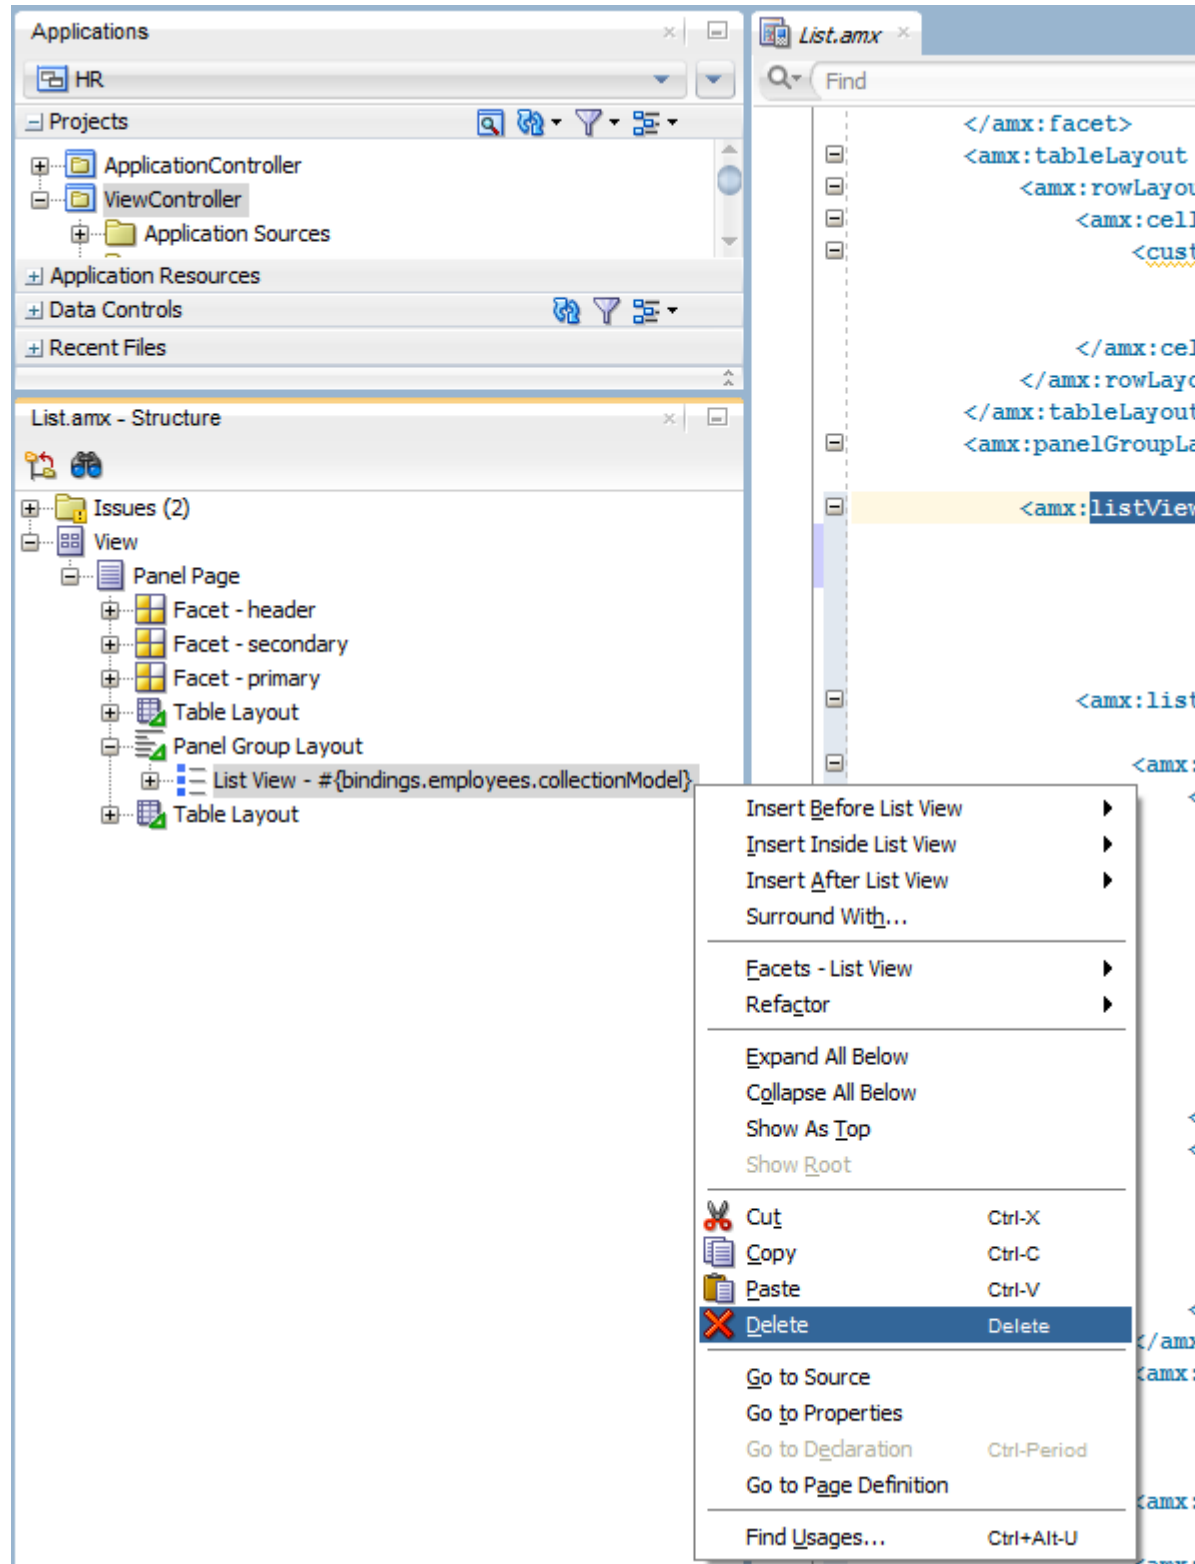 Applications
HR
Projects
ApplicationController
ViewController
Application Sources
Application Resources
Data Controls
Recent Files
List.amx - Structure
Issues (2)
View
Panel Page
Facet - header
Facet - secondary
Facet - primary
Table Layout
Panel Group Layout
List View - #{bindings.employees.collectionModel}
Table Layout
List.amx
Find
</amx:facet>
<amx:tableLayout
<amx:rowLayou
<amx:cell
<cust
</amx:cel
</amx:rowLayo
</amx:tableLayout
<amx:panelGroupLa
<amx:listView
<amx:list
<amx:
<
<
<
<
</amx
<amx:
<amx:
<amx:
Insert Before List View
Insert Inside List View
Insert After List View
Surround With...
Facets - List View
Refactor
Expand All Below
Collapse All Below
Show As Top
Show Root
Cut Ctrl-X
Copy Ctrl-C
Paste Ctrl-V
Delete Delete
Go to Source
Go to Properties
Go to Declaration Ctrl-Period
Go to Page Definition
Find Usages... Ctrl+Alt-U